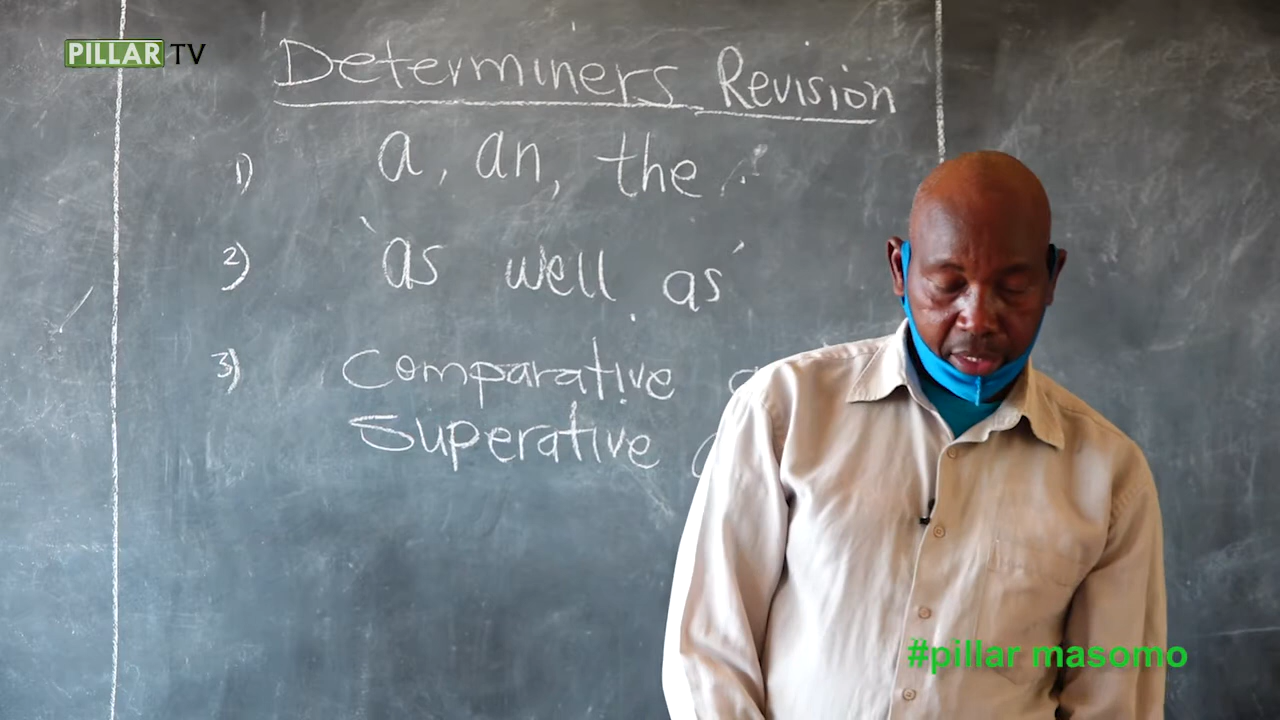 PILLAR TV
Determiners Revision
1) a, an, the
2) 'as well as'
3) Comparative
Superative
#pillar masomo